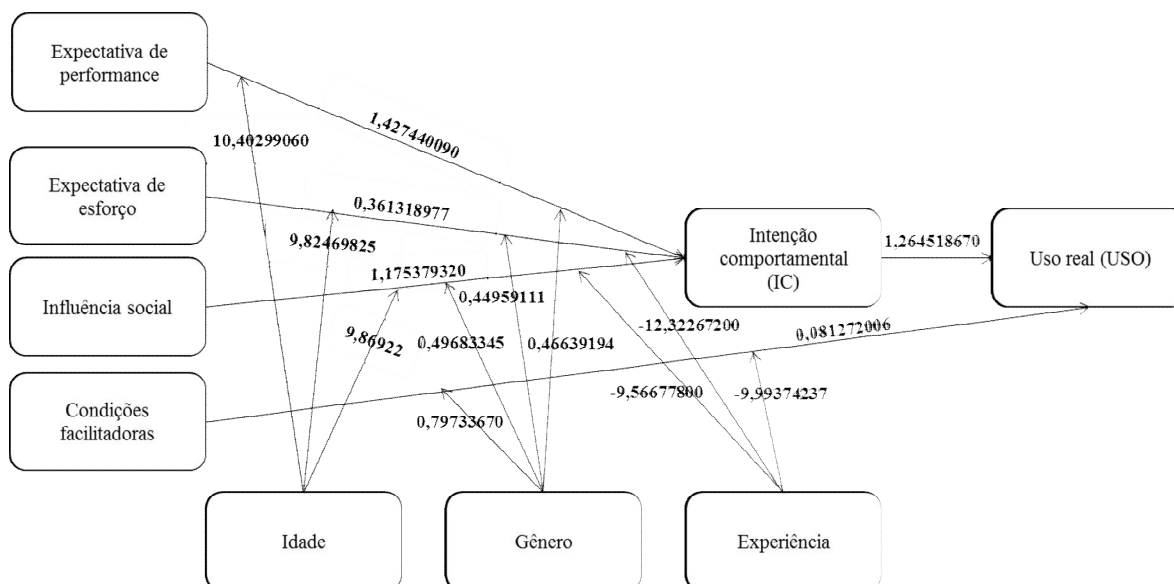 Expectativa de
performance
10,40299060
1,427440090
Expectativa de
esforço
0,361318977
9,82469825
Intenção
comportamental
(IC)
1,264518670
Uso real (USO)
Influência social
1,175379320
0,44959111
9,86922
0,49683345
0,46639194
-12,32267200
0,081272006
Condições
facilitadoras
0,79733670
-9,56677800
-9,99374237
Idade
Gênero
Experiência